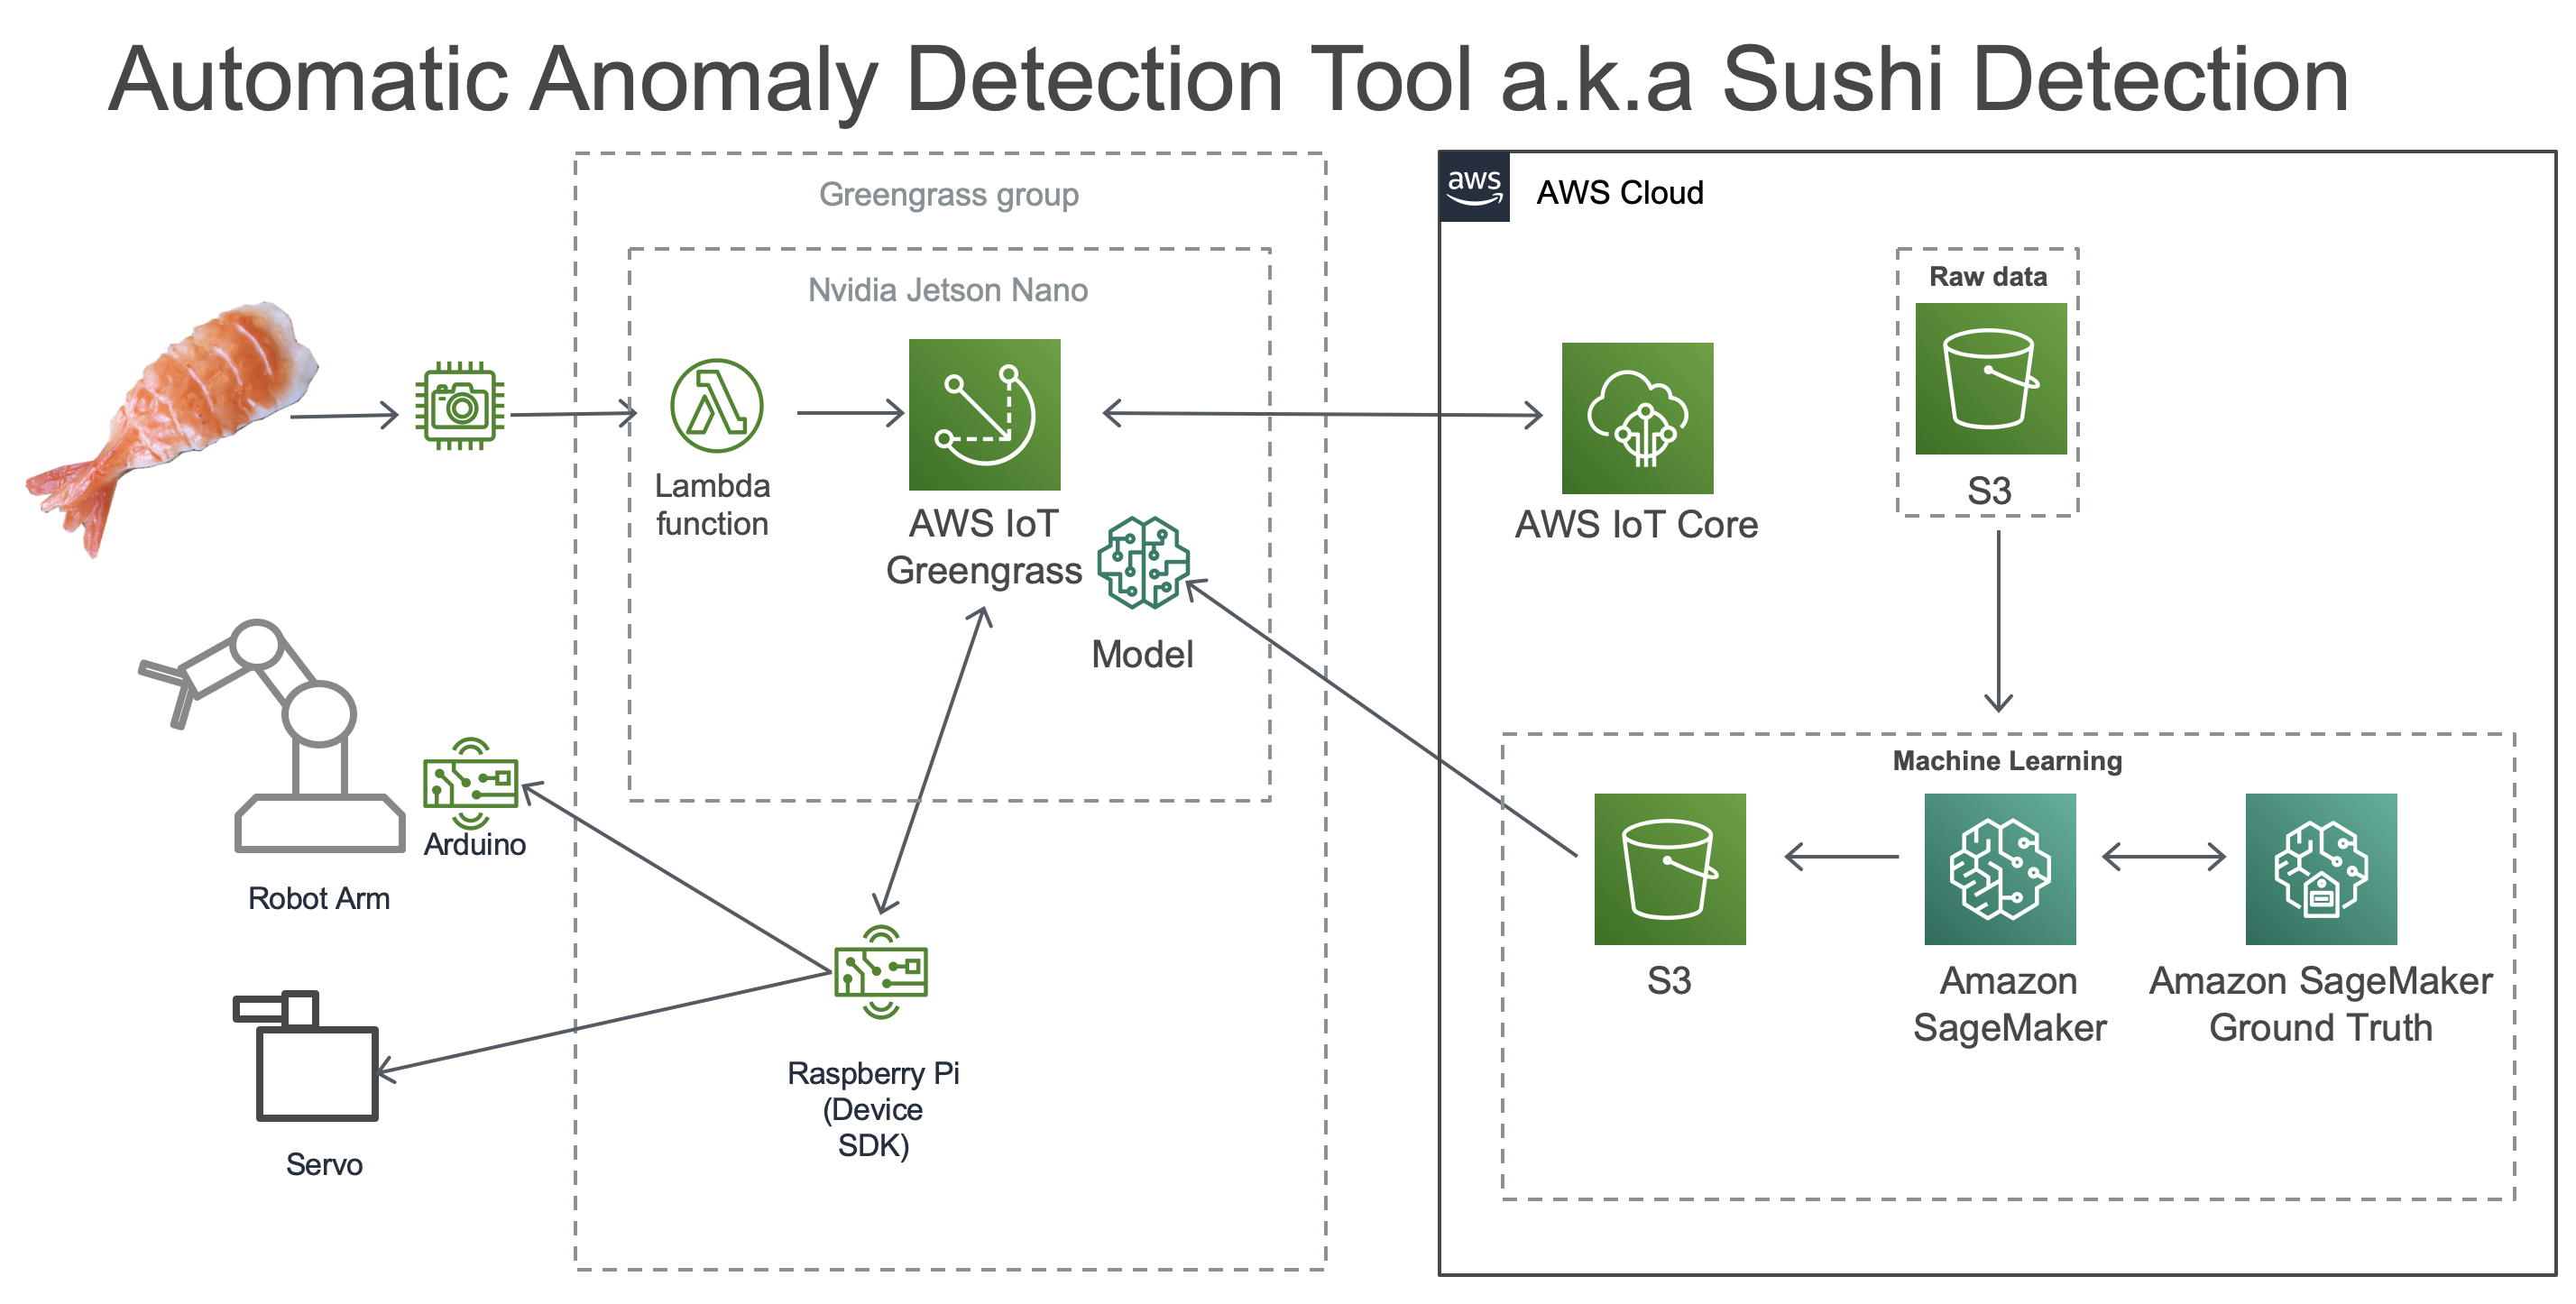 Automatic Anomaly Detection Tool a.k.a Sushi Detection
Greengrass group
Nvidia Jetson Nano
Lambda
function
AWS IoT
Greengrass
Model
Arduino
Robot Arm
Servo
Raspberry Pi
(Device
SDK)
aws
AWS Cloud
AWS IoT Core
Raw data
S3
Machine Learning
S3
Amazon
SageMaker
Amazon SageMaker
Ground Truth